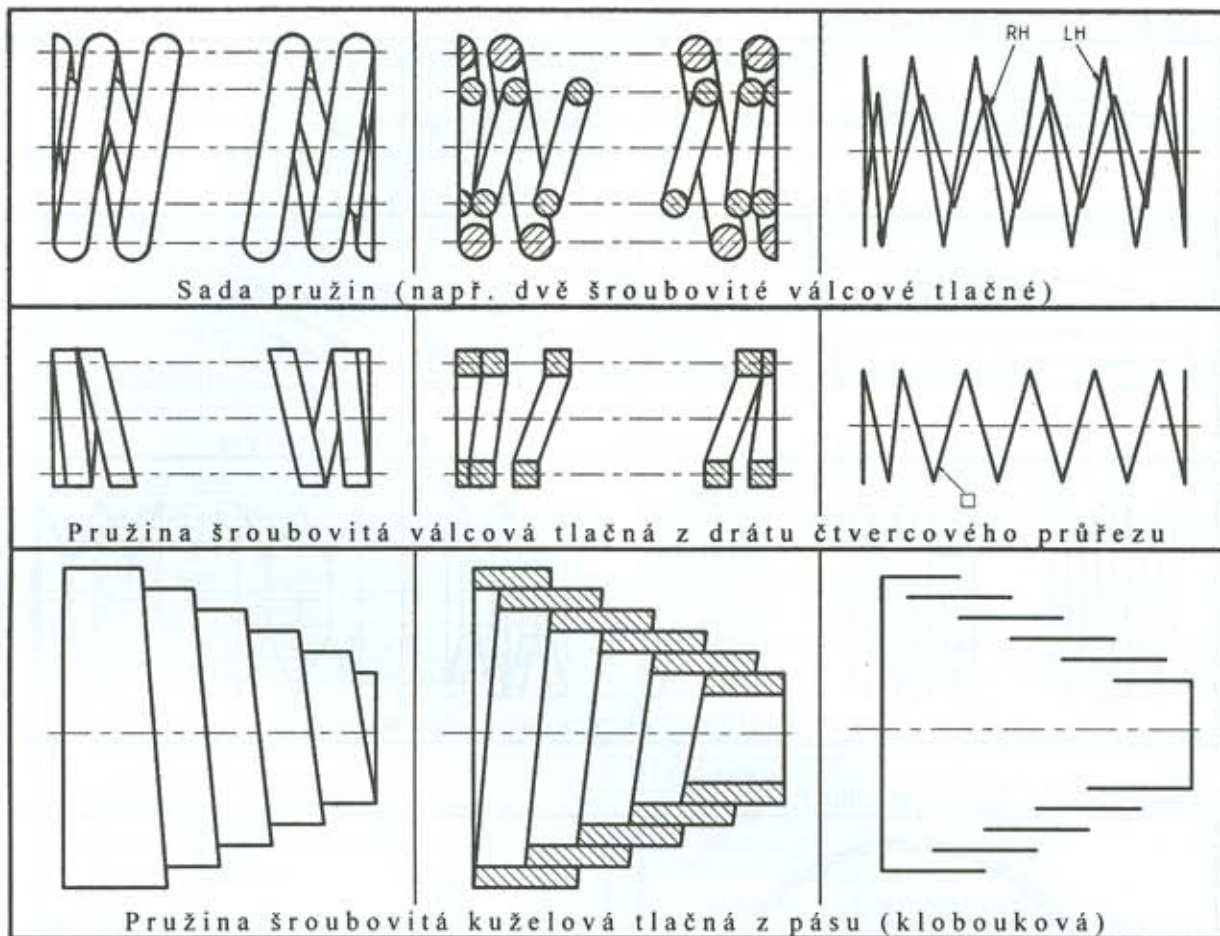 RH LH
Sada pružin (např. dvě šroubovité válcové tlačné)
Pružina šroubovitá válcová tlačná z drátu čtvercového průřezu
Pružina šroubovitá kuželová tlačná z pásu (klobouková)